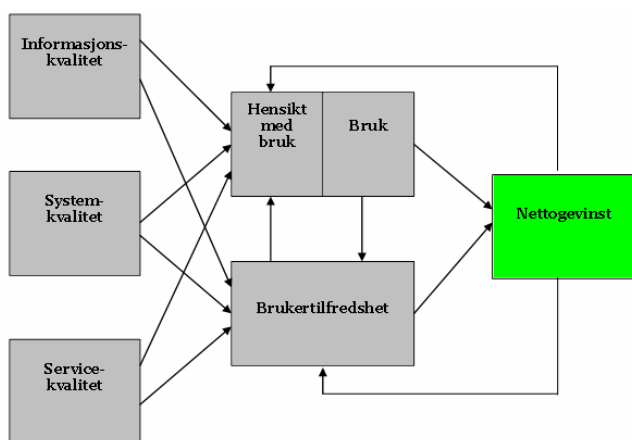 Informasjons-
kvalitet
Hensikt
med
bruk
Bruk
System-
kvalitet
Nettogevinst
Brukertilfredshet
Service-
kvalitet